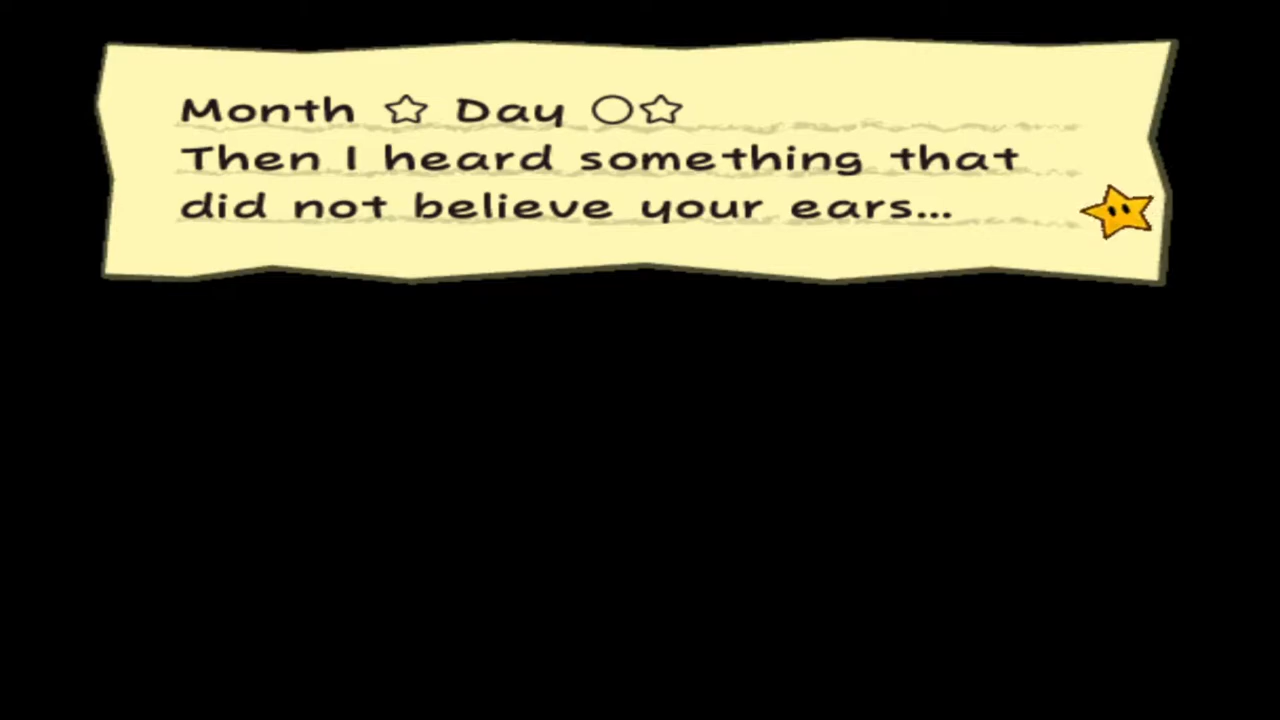 Month ☆ Day ○☆
Then I heard something that
did not believe your ears...